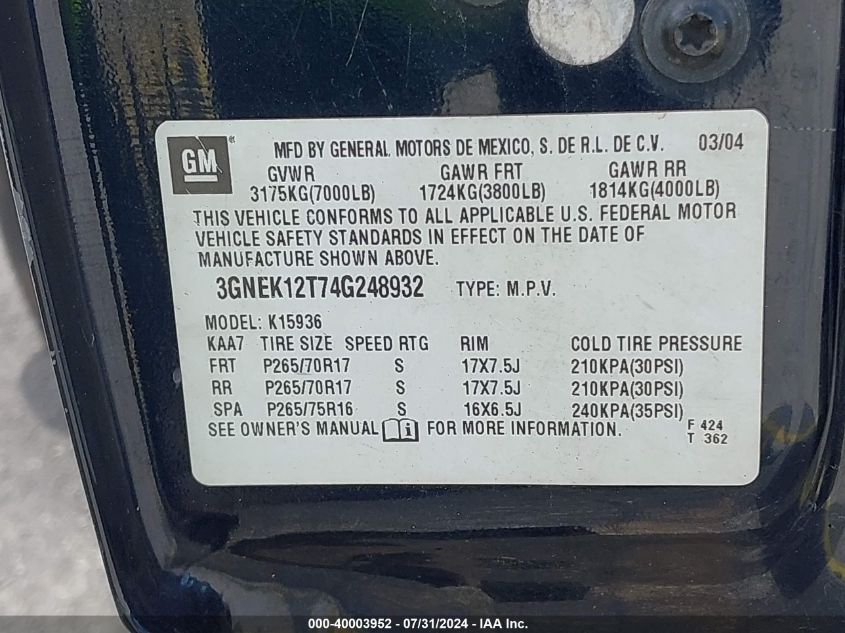 GM ® MFD BY GENERAL MOTORS DE MEXICO, S. DE R.L. DE C.V. 03/04
GVWR GAWR FRT GAWR RR
3175KG(7000LB) 1724KG(3800LB) 1814KG(4000LB)
THIS VEHICLE CONFORMS TO ALL APPLICABLE U.S. FEDERAL MOTOR
VEHICLE SAFETY STANDARDS IN EFFECT ON THE DATE OF
MANUFACTURE SHOWN ABOVE.
3GNEK12T74G248932 TYPE: M.P.V.
MODEL: K15936
KAA7 TIRE SIZE SPEED RTG RIM COLD TIRE PRESSURE
FRT P265/70R17 S 17X7.5J 210KPA(30PSI)
RR P265/70R17 S 17X7.5J 210KPA(30PSI)
SPA P265/75R16 S 16X6.5J 240KPA(35PSI)
SEE OWNER'S MANUAL FOR MORE INFORMATION. F 424
T 362
000-40003952 - 07/31/2024 - IAA Inc.